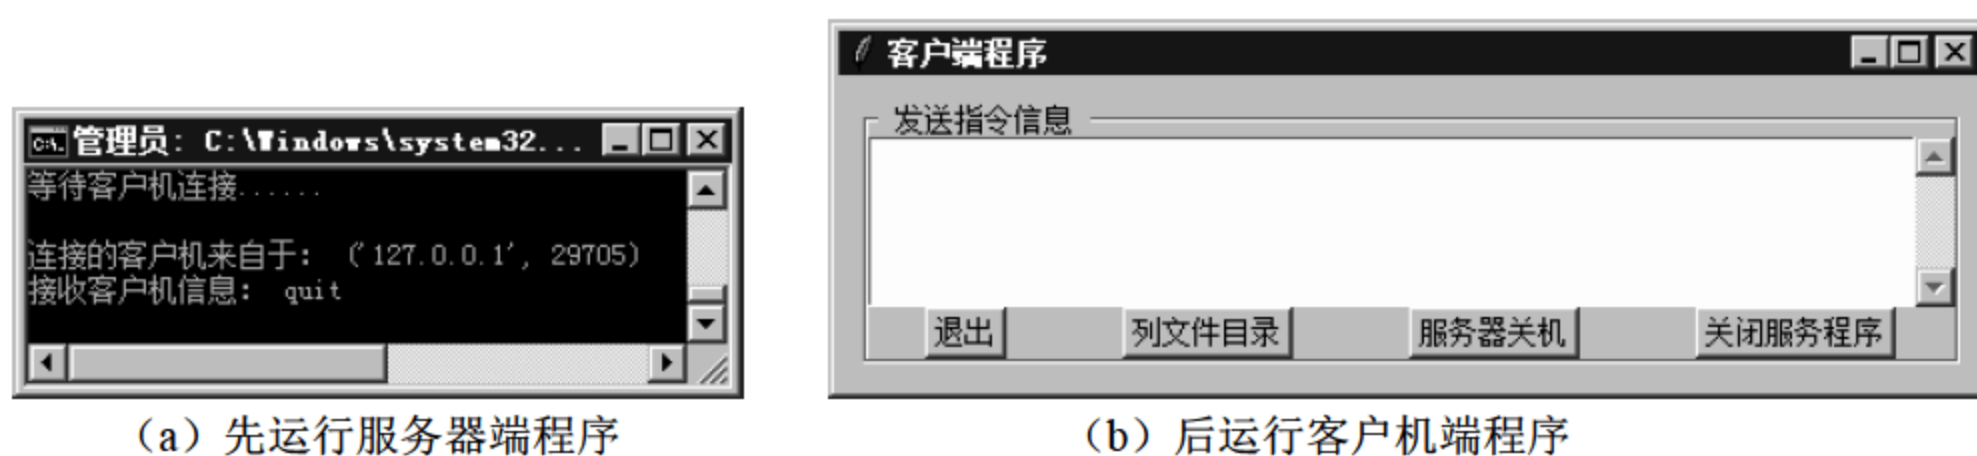 管理员: C:\Windows\system32...
等待客户机连接......
连接的客户机来自于: ('127.0.0.1', 29705)
接收客户机信息: quit
(a)先运行服务器端程序
客户端程序
发送指令信息
退出 列文件目录 服务器关机 关闭服务程序
(b)后运行客户机端程序